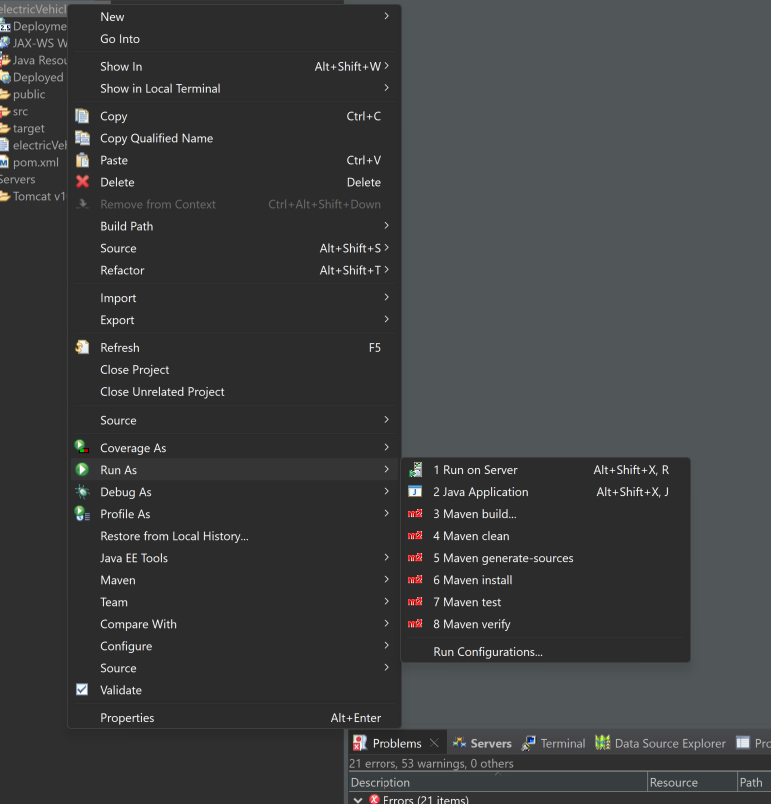 electricVehicl
Deployme
JAX-WS W
Java Resou
Deployed
public
src
target
electricVeh
pom.xml
Servers
Tomcat v1
New
Go Into
Show In Alt+Shift+W
Show in Local Terminal
Copy Ctrl+C
Copy Qualified Name
Paste Ctrl+V
Delete Delete
Remove from Context Ctrl+Alt+Shift+Down
Build Path
Source Alt+Shift+S
Refactor Alt+Shift+T
Import
Export
Refresh F5
Close Project
Close Unrelated Project
Source
Coverage As
Run As
Debug As
Profile As
Restore from Local History...
Java EE Tools
Maven
Team
Compare With
Configure
Source
Validate
Properties Alt+Enter
1 Run on Server Alt+Shift+X, R
2 Java Application Alt+Shift+X, J
3 Maven build...
4 Maven clean
5 Maven generate-sources
6 Maven install
7 Maven test
8 Maven verify
Run Configurations...
Problems Servers Terminal Data Source Explorer Pro
21 errors, 53 warnings, 0 others
Description Resource Path
Errors (21 items)